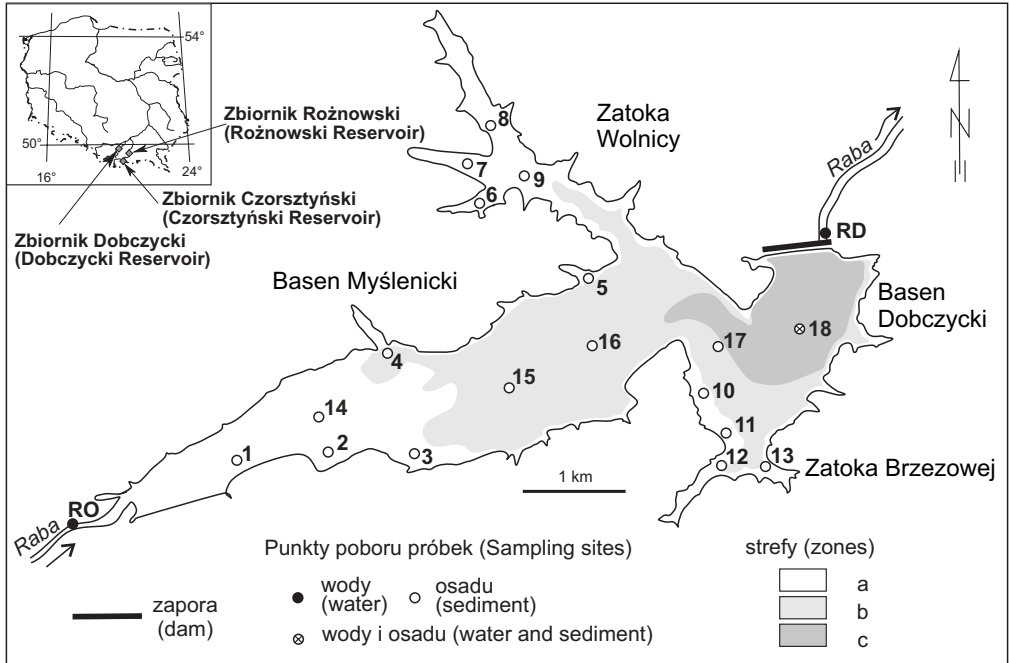 54°
50°
16°
24°
Zbiornik Rożnowski
(Rożnowski Reservoir)
Zbiornik Czorsztyński
(Czorsztyński Reservoir)
Zbiornik Dobczycki
(Dobczycki Reservoir)
Zatoka
Wolnicy
8
7
9
6
N
Raba
RD
Basen Myślenicki
5
Basen
Dobczycki
18
17
16
4
15
10
14
11
2
3
1
12
13
Zatoka Brzezowej
1 km
RO
Raba
Punkty poboru próbek (Sampling sites)
wody
(water)
osadu
(sediment)
wody i osadu (water and sediment)
zapora
(dam)
strefy (zones)
a
b
c